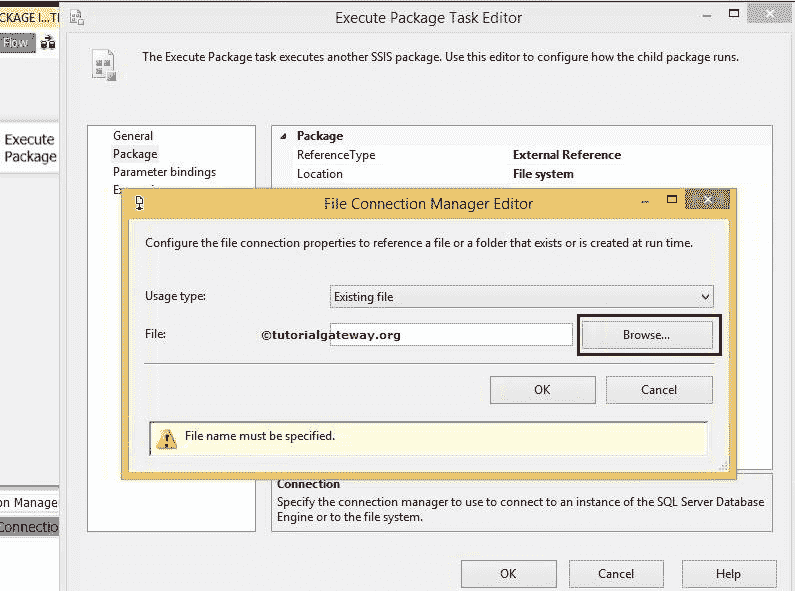 PACKAGE I...T
Execute Package Task Editor
Flow
The Execute Package task executes another SSIS package. Use this editor to configure how the child package runs.
Execute
Package
General
Package
Parameter bindings
Package
ReferenceType External Reference
Location File system
File Connection Manager Editor
Configure the file connection properties to reference a file or a folder that exists or is created at run time.
Usage type: Existing file
File: ©tutorialgateway.org Browse...
OK Cancel
File name must be specified.
Connection
Specify the connection manager to use to connect to an instance of the SQL Server Database
Engine or to the file system.
on Manage
Connectio
OK Cancel Help